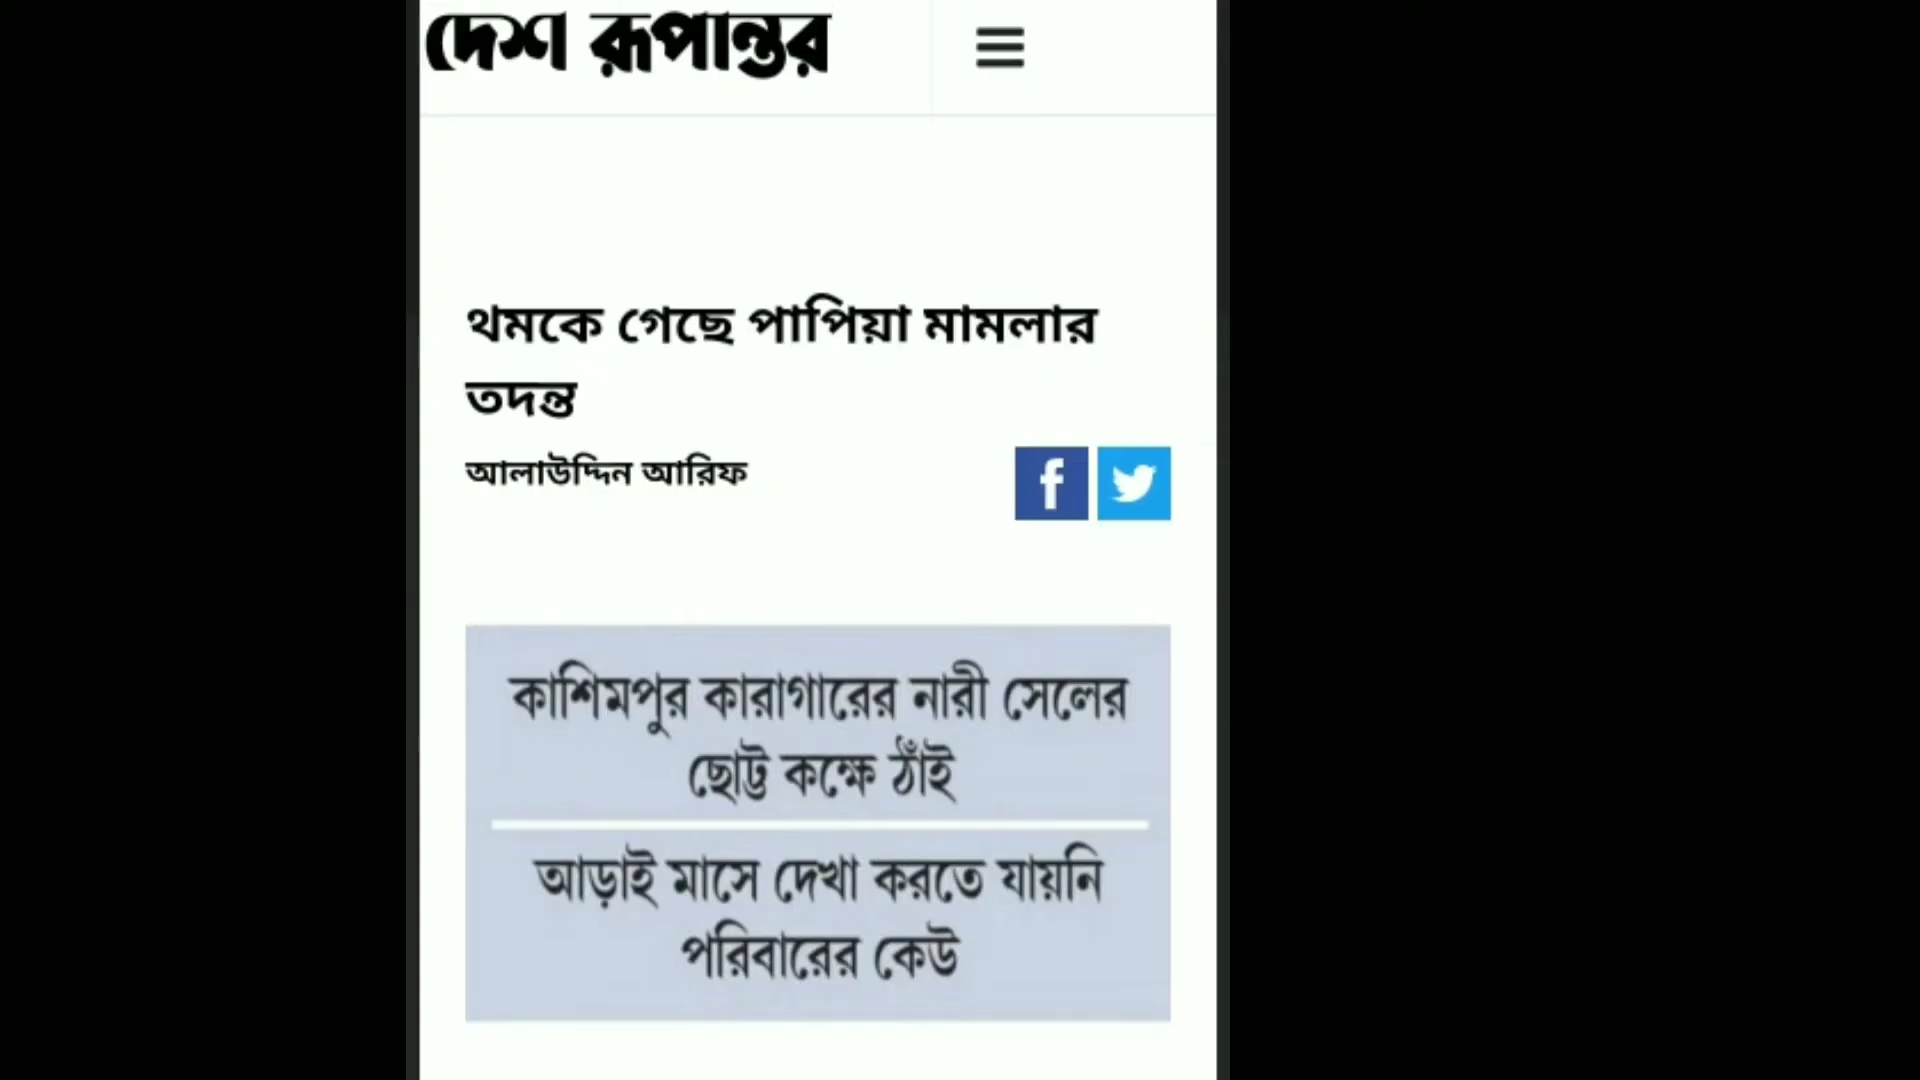 দেশ রূপান্তর
থমকে গেছে পাপিয়া মামলার
তদন্ত
আলাউদ্দিন আরিফ
কাশিমপুর কারাগারের নারী সেলের
ছোট্ট কক্ষে ঠাঁই
আড়াই মাসে দেখা করতে যায়নি
পরিবারের কেউ